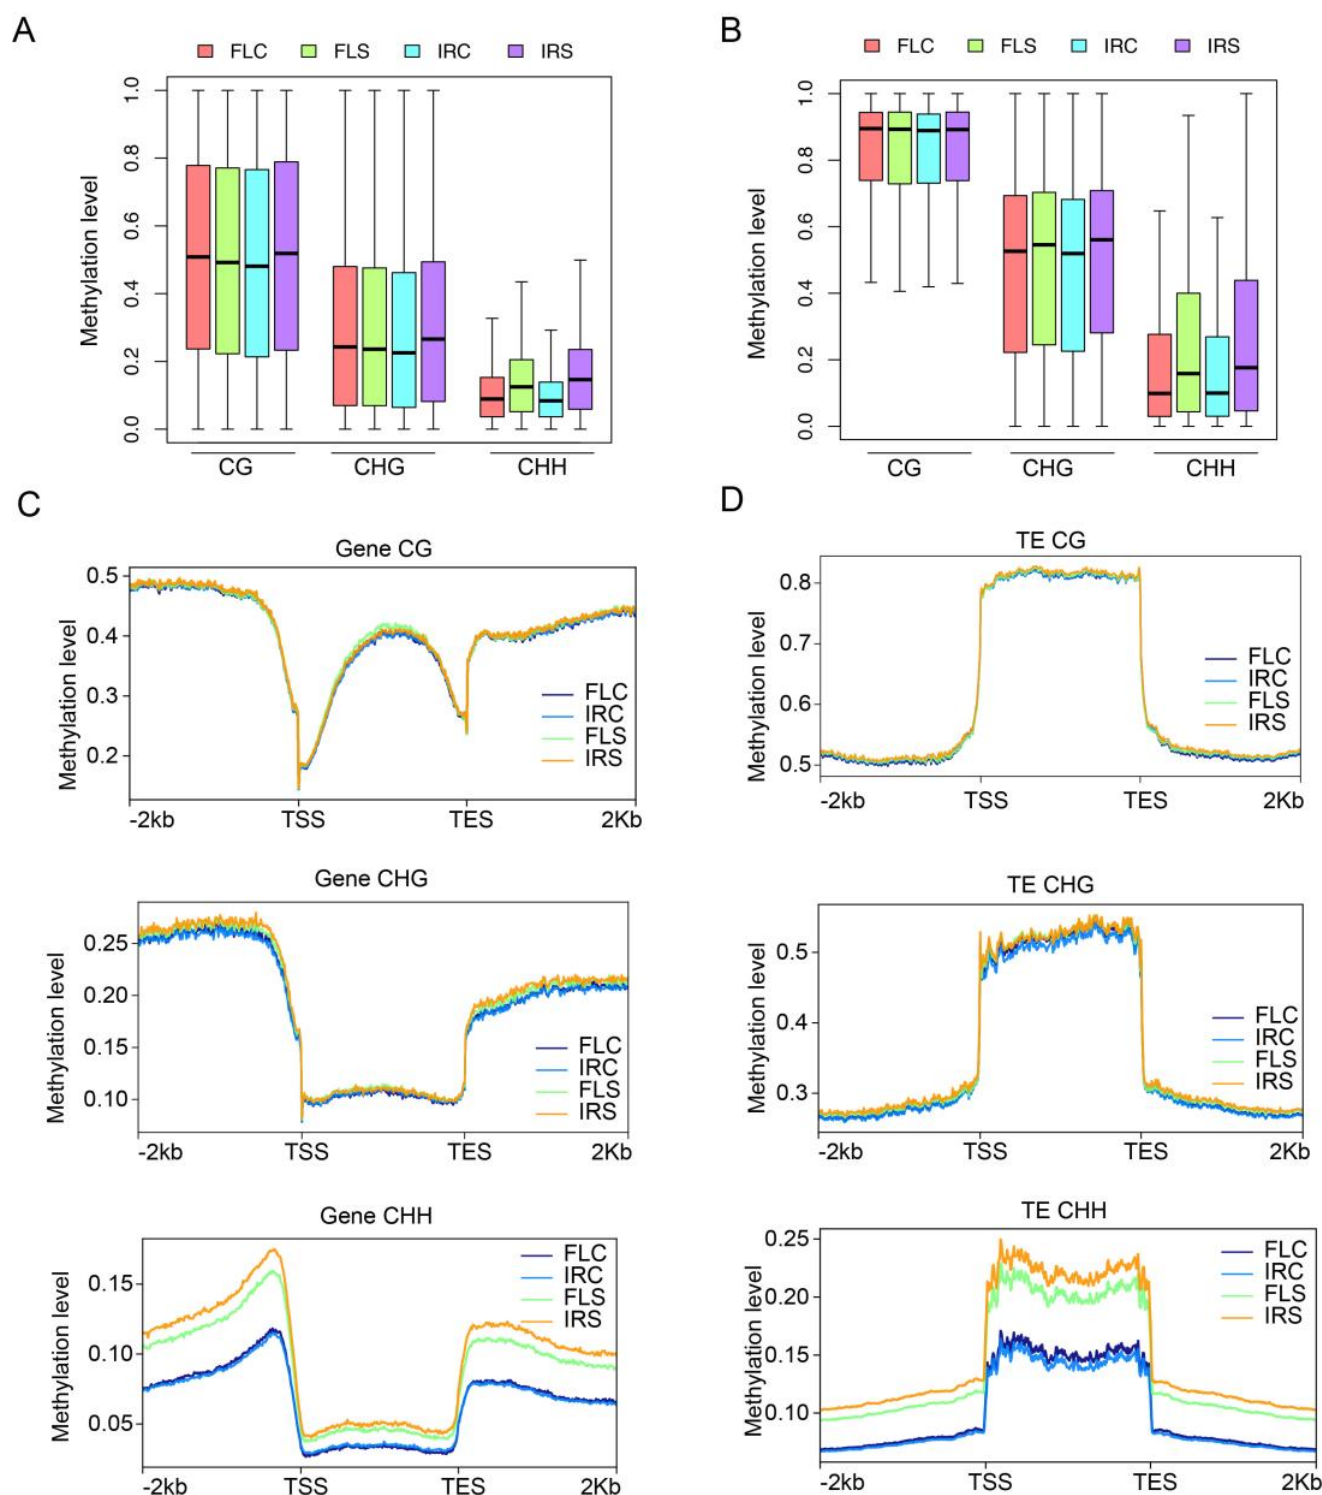 A
FLC FLS IRC IRS
Methylation level
1.0
0.8
0.6
0.4
0.2
0.0
CG CHG CHH
B
FLC FLS IRC IRS
Methylation level
1.0
0.8
0.6
0.4
0.2
0.0
CG CHG CHH
C
Gene CG
Methylation level
0.5
0.4
0.3
0.2
FLC
IRC
FLS
IRS
-2kb TSS TES 2Kb
Gene CHG
Methylation level
0.25
0.20
0.15
0.10
FLC
IRC
FLS
IRS
-2kb TSS TES 2Kb
Gene CHH
Methylation level
0.15
0.10
0.05
FLC
IRC
FLS
IRS
-2kb TSS TES 2Kb
D
TE CG
Methylation level
0.8
0.7
0.6
0.5
FLC
IRC
FLS
IRS
-2kb TSS TES 2Kb
TE CHG
Methylation level
0.5
0.4
0.3
FLC
IRC
FLS
IRS
-2kb TSS TES 2Kb
TE CHH
Methylation level
0.25
0.20
0.15
0.10
FLC
IRC
FLS
IRS
-2kb TSS TES 2Kb